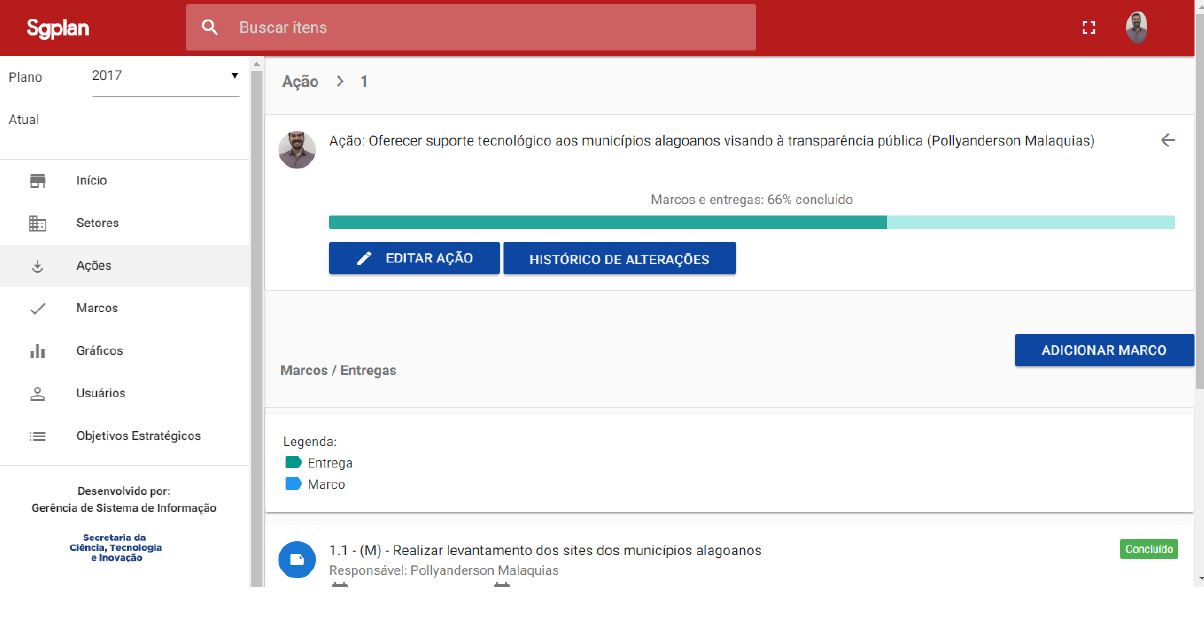 Sgplan
Buscar itens
Plano
2017
Atual
Início
Setores
Ações
Marcos
Gráficos
Usuários
Objetivos Estratégicos
Desenvolvido por:
Gerência de Sistema de Informação
Secretaria da
Ciência, Tecnologia
e Inovação
Ação > 1
Ação: Oferecer suporte tecnológico aos municípios alagoanos visando à transparência pública (Pollyanderson Malaquias)
Marcos e entregas: 66% concluído
EDITAR AÇÃO
HISTÓRICO DE ALTERAÇÕES
ADICIONAR MARCO
Marcos / Entregas
Legenda:
Entrega
Marco
1.1 - (M) - Realizar levantamento dos sites dos municípios alagoanos
Concluído
Responsável: Pollyanderson Malaquias